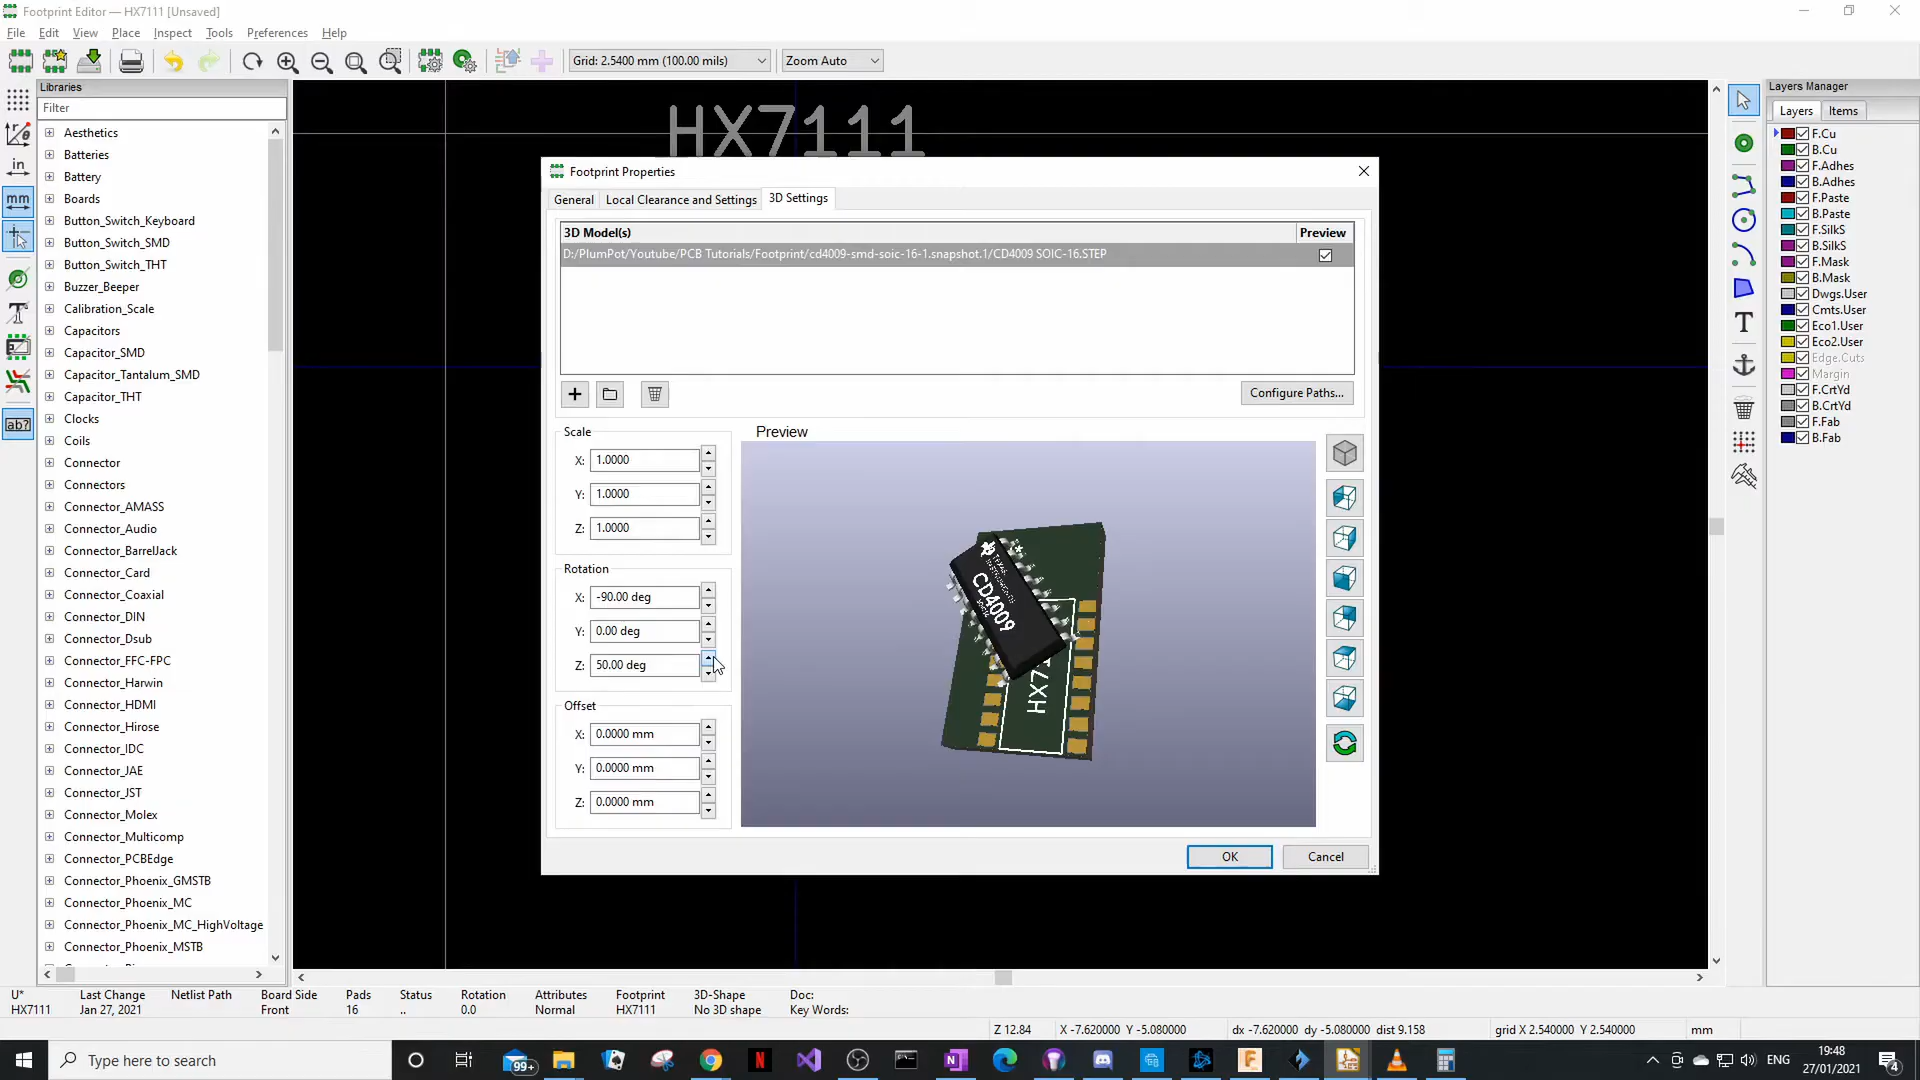 Footprint Editor — HX7111 [Unsaved]
File Edit View Place Inspect Tools Preferences Help
Grid: 2.5400 mm (100.00 mils)
Zoom Auto
Libraries
Filter
Aesthetics
Batteries
Battery
Boards
Button_Switch_Keyboard
Button_Switch_SMD
Button_Switch_THT
Buzzer_Beeper
Calibration_Scale
Capacitors
Capacitor_SMD
Capacitor_Tantalum_SMD
Capacitor_THT
Clocks
Coils
Connector
Connectors
Connector_AMASS
Connector_Audio
Connector_BarrelJack
Connector_Card
Connector_Coaxial
Connector_DIN
Connector_Dsub
Connector_FFC-FPC
Connector_Harwin
Connector_HDMI
Connector_Hirose
Connector_IDC
Connector_JAE
Connector_JST
Connector_Molex
Connector_Multicomp
Connector_PCBEdge
Connector_Phoenix_GMSTB
Connector_Phoenix_MC
Connector_Phoenix_MC_HighVoltage
Connector_Phoenix_MSTB
in
mm
T
ab?
HX7111
Footprint Properties
General Local Clearance and Settings 3D Settings
3D Model(s) Preview
D:/PlumPot/Youtube/PCB Tutorials/Footprint/cd4009-smd-soic-16-1.snapshot.1/CD4009 SOIC-16.STEP
Configure Paths...
Scale
X: 1.0000
Y: 1.0000
Z: 1.0000
Rotation
X: -90.00 deg
Y: 0.00 deg
Z: 50.00 deg
Offset
X: 0.0000 mm
Y: 0.0000 mm
Z: 0.0000 mm
Preview
TEXAS
INSTRUMENTS
CD4009
HX7
OK
Cancel
Layers Manager
Layers Items
F.Cu
B.Cu
F.Adhes
B.Adhes
F.Paste
B.Paste
F.SilkS
B.SilkS
F.Mask
B.Mask
Dwgs.User
Cmts.User
Eco1.User
Eco2.User
Edge.Cuts
Margin
F.CrtYd
B.CrtYd
F.Fab
B.Fab
T
U* Last Change Netlist Path Board Side Pads Status Rotation Attributes Footprint 3D-Shape Doc:
HX7111 Jan 27, 2021 Front 16 .. 0.0 Normal HX7111 No 3D shape Key Words:
Z 12.84 X -7.620000 Y -5.080000 dx -7.620000 dy -5.080000 dist 9.158 grid X 2.540000 Y 2.540000 mm
Type here to search
99+
N
ENG
19:48
27/01/2021
4